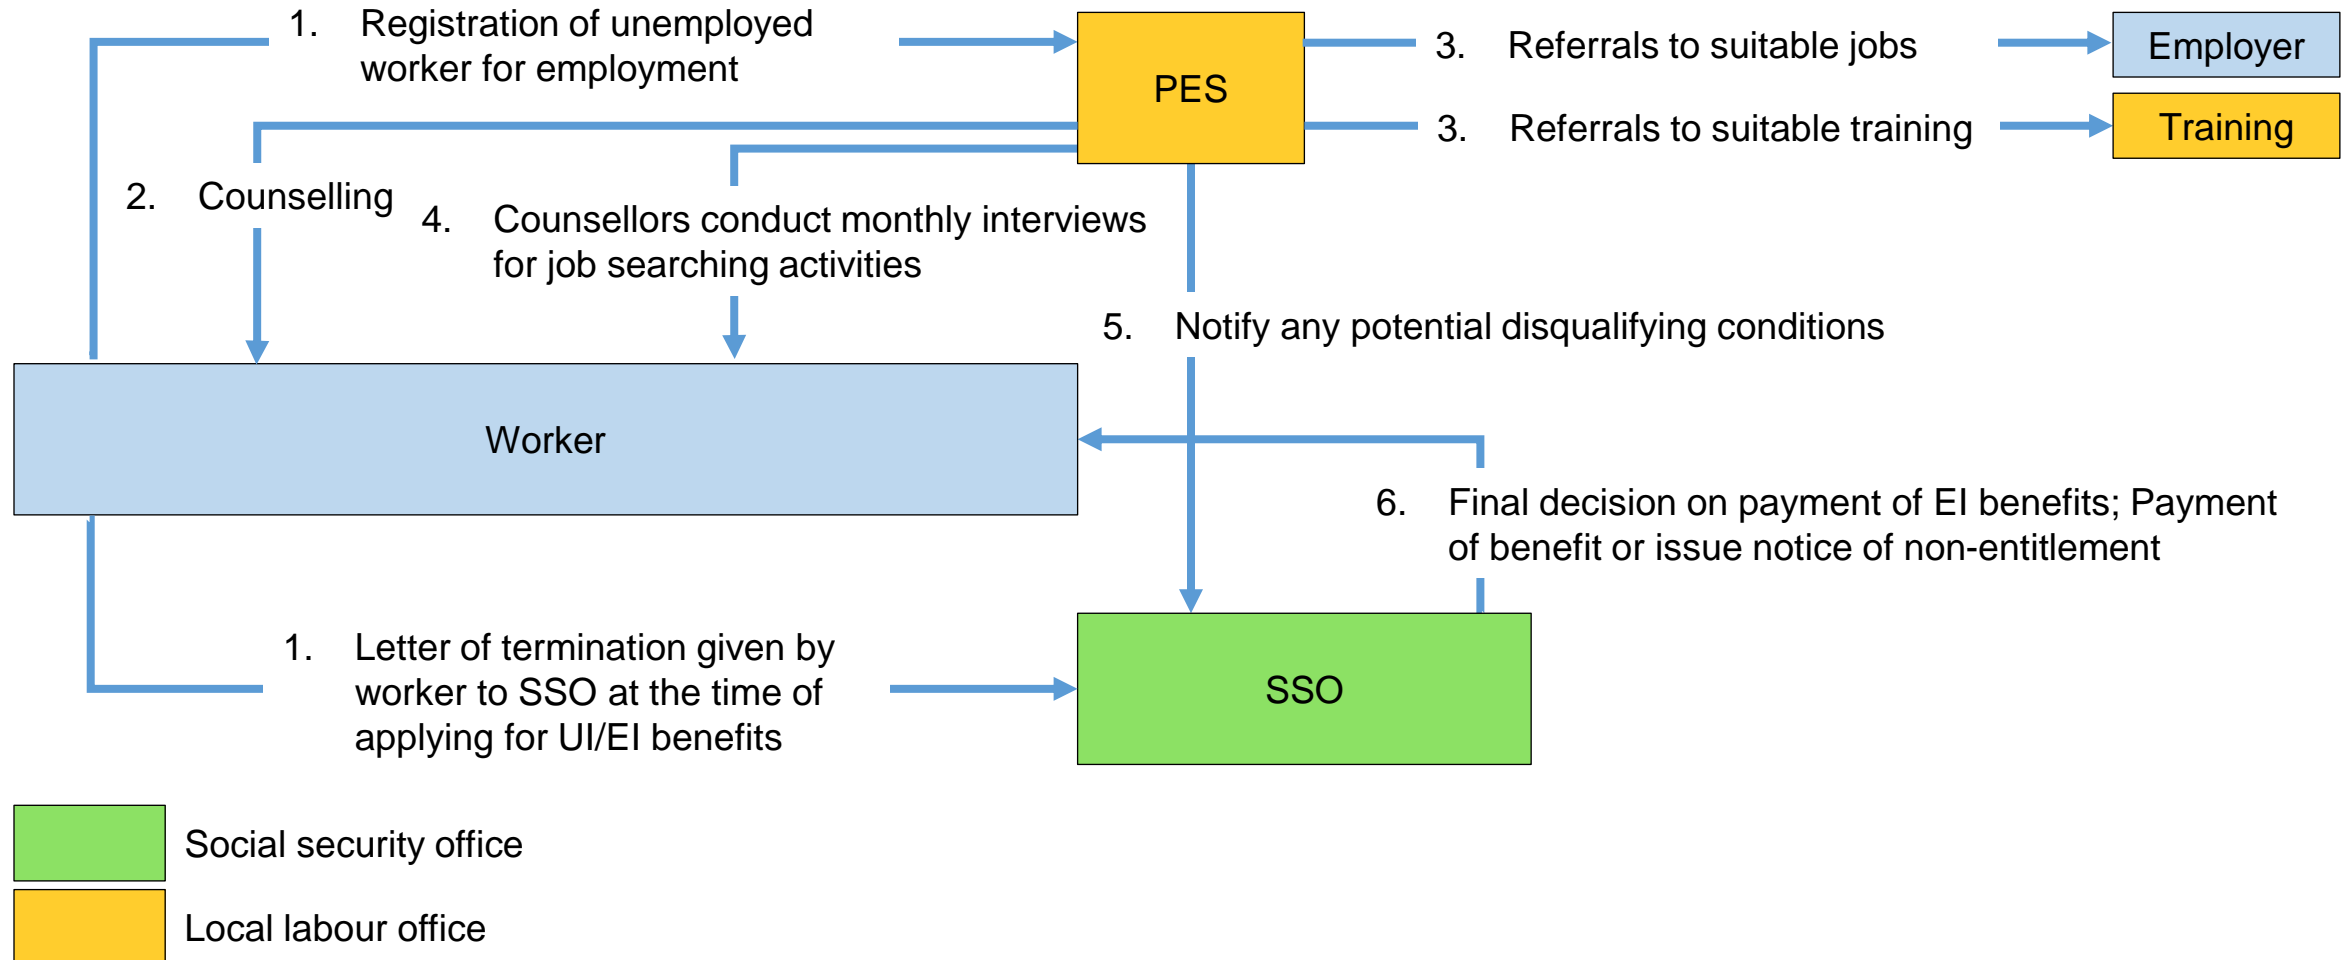 1. Registration of unemployed
worker for employment
PES
3. Referrals to suitable jobs
Employer
3. Referrals to suitable training
Training
2. Counselling
4. Counsellors conduct monthly interviews
for job searching activities
5. Notify any potential disqualifying conditions
Worker
6. Final decision on payment of EI benefits; Payment
of benefit or issue notice of non-entitlement
1. Letter of termination given by
worker to SSO at the time of
applying for UI/EI benefits
SSO
Social security office
Local labour office